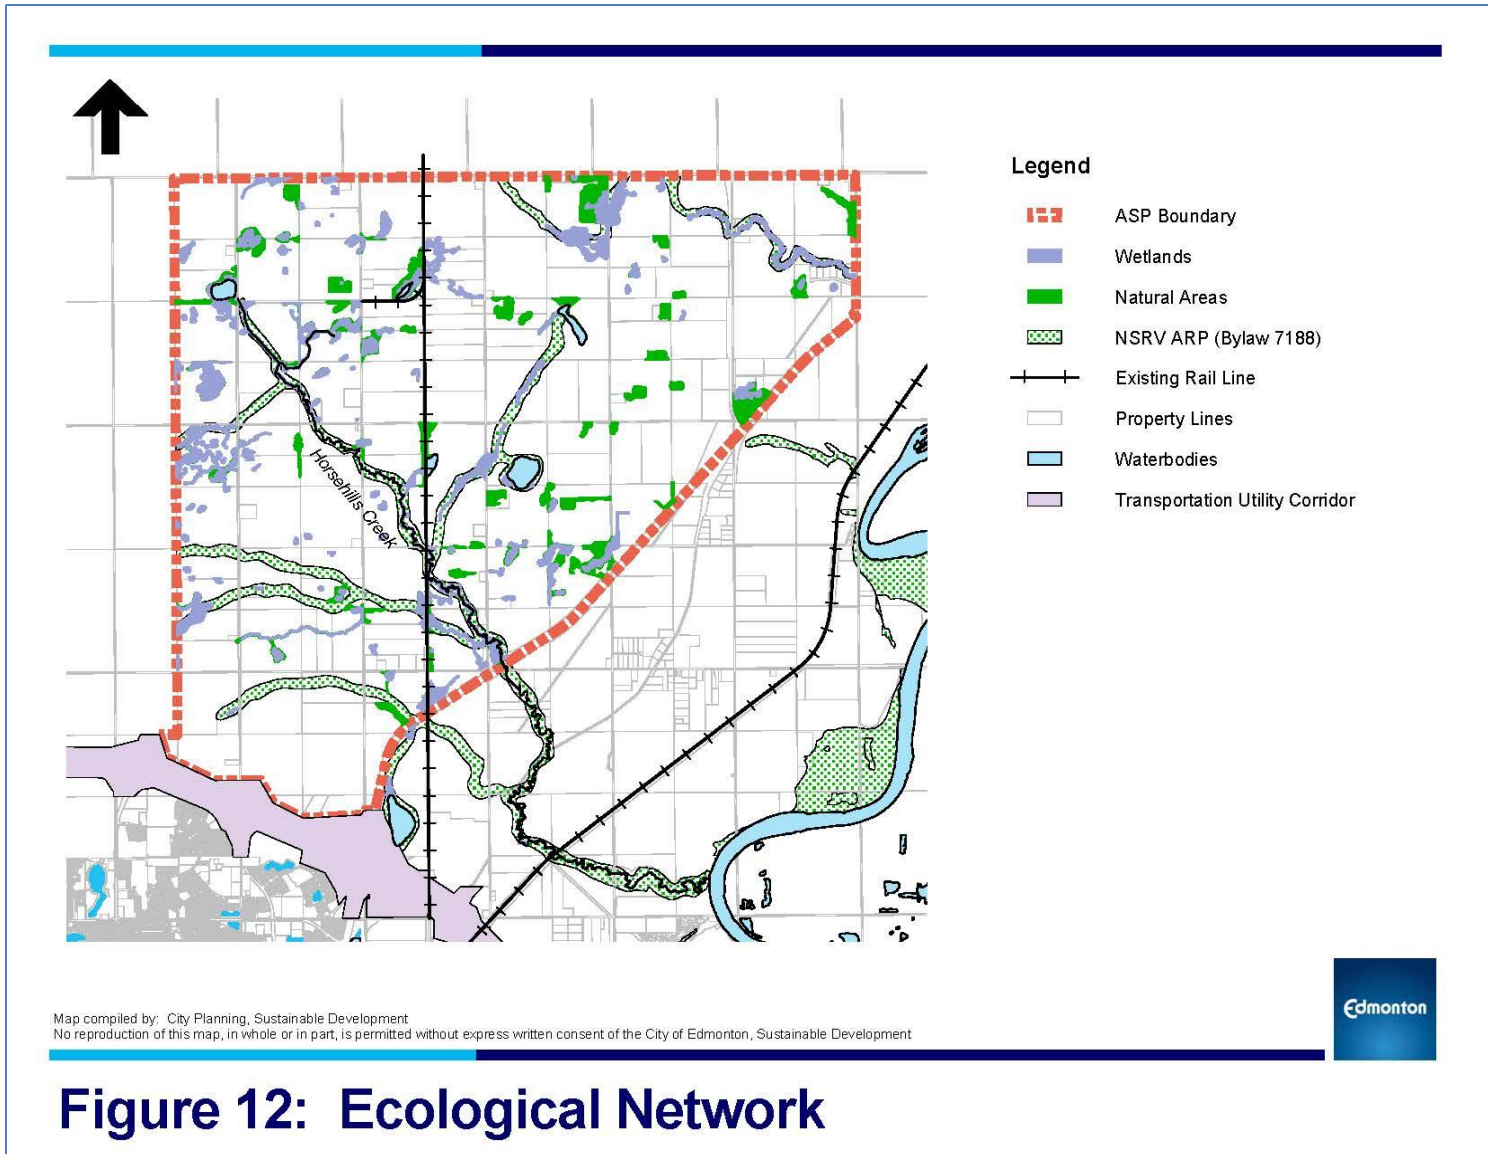 Legend
ASP Boundary
Wetlands
Natural Areas
NSRV ARP (Bylaw 7188)
Existing Rail Line
Property Lines
Waterbodies
Transportation Utility Corridor
Horsehills Creek
Edmonton
Map compiled by: City Planning, Sustainable Development
No reproduction of this map, in whole or in part, is permitted without express written consent of the City of Edmonton, Sustainable Development
Figure 12: Ecological Network